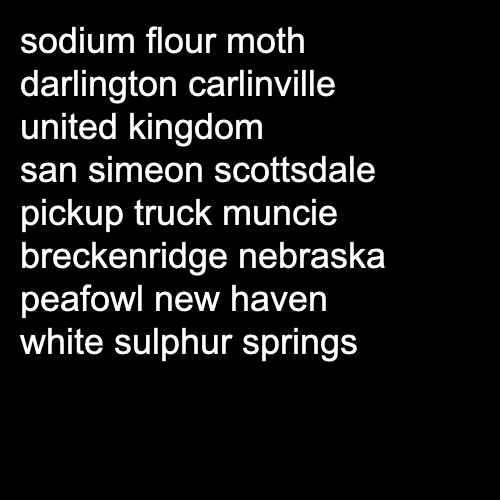 sodium flour moth
darlington carlinville
united kingdom
san simeon scottsdale
pickup truck muncie
breckenridge nebraska
peafowl new haven
white sulphur springs